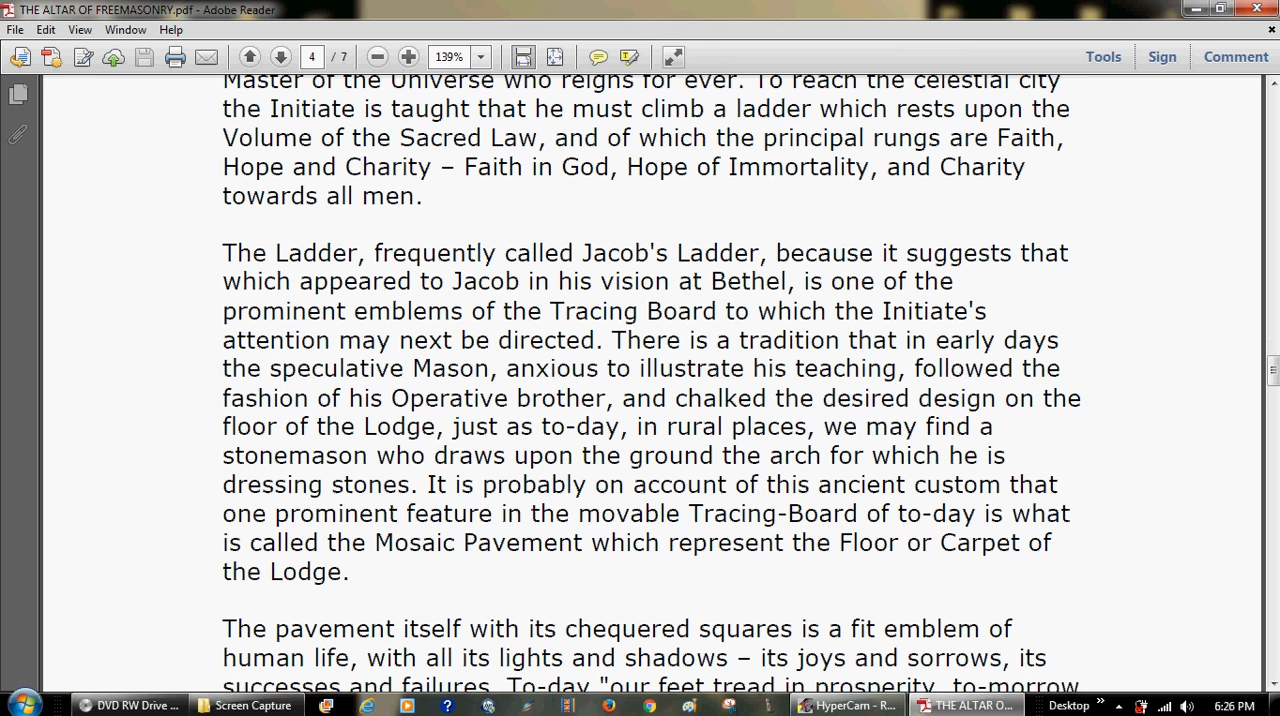 THE ALTAR OF FREEMASONRY.pdf - Adobe Reader
File Edit View Window Help
4 / 7 139% Tools Sign Comment
Master of the Universe who reigns for ever. To reach the celestial city
the Initiate is taught that he must climb a ladder which rests upon the
Volume of the Sacred Law, and of which the principal rungs are Faith,
Hope and Charity – Faith in God, Hope of Immortality, and Charity
towards all men.
The Ladder, frequently called Jacob's Ladder, because it suggests that
which appeared to Jacob in his vision at Bethel, is one of the
prominent emblems of the Tracing Board to which the Initiate's
attention may next be directed. There is a tradition that in early days
the speculative Mason, anxious to illustrate his teaching, followed the
fashion of his Operative brother, and chalked the desired design on the
floor of the Lodge, just as to-day, in rural places, we may find a
stonemason who draws upon the ground the arch for which he is
dressing stones. It is probably on account of this ancient custom that
one prominent feature in the movable Tracing-Board of to-day is what
is called the Mosaic Pavement which represent the Floor or Carpet of
the Lodge.
The pavement itself with its chequered squares is a fit emblem of
human life, with all its lights and shadows – its joys and sorrows, its
successes and failures. To-day "our feet tread in prosperity, to-morrow
DVD RW Drive ... Screen Capture HyperCam - R... THE ALTAR O... Desktop » 6:26 PM